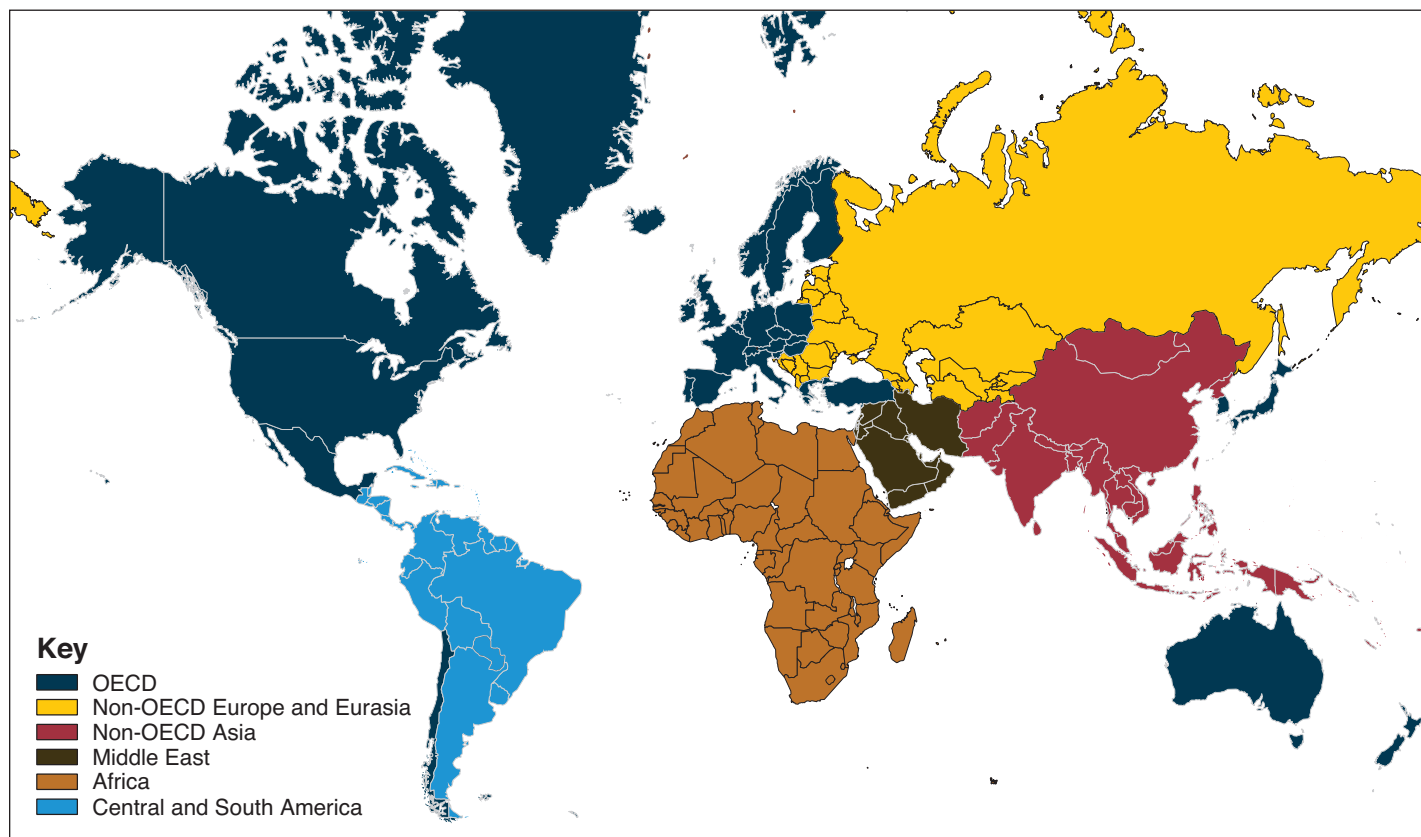 Key
OECD
Non-OECD Europe and Eurasia
Non-OECD Asia
Middle East
Africa
Central and South America